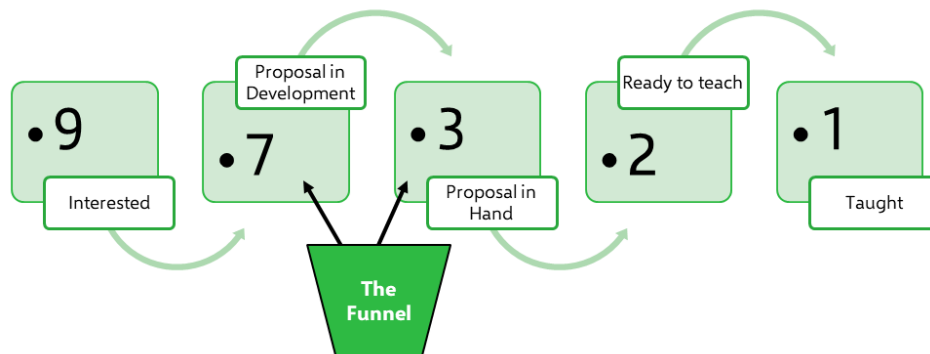 • 9
Interested
Proposal in
Development
• 7
• 3
Proposal in
Hand
Ready to teach
• 2
• 1
Taught
The
Funnel